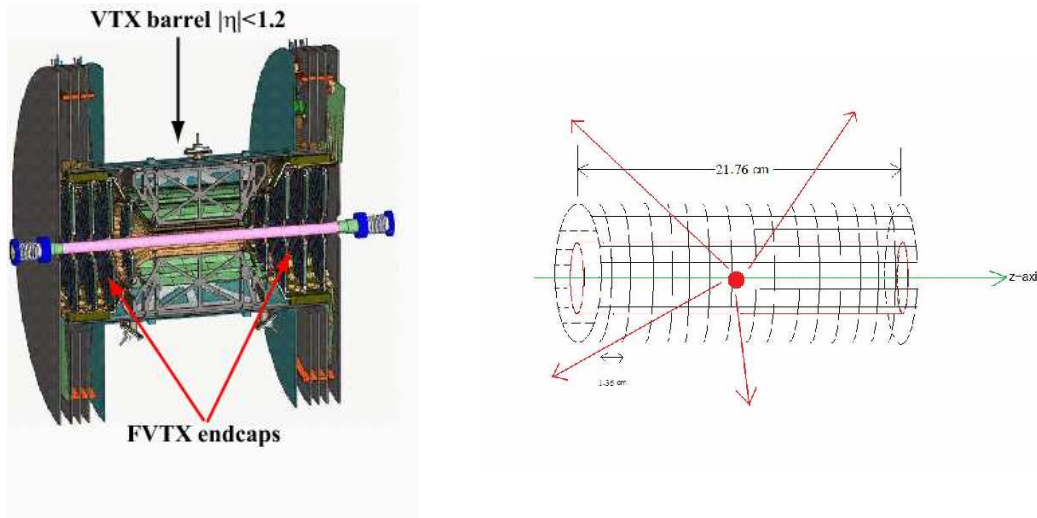 VTX barrel |η|<1.2
FVTX endcaps
21.76 cm
z-axi
1.36 cm